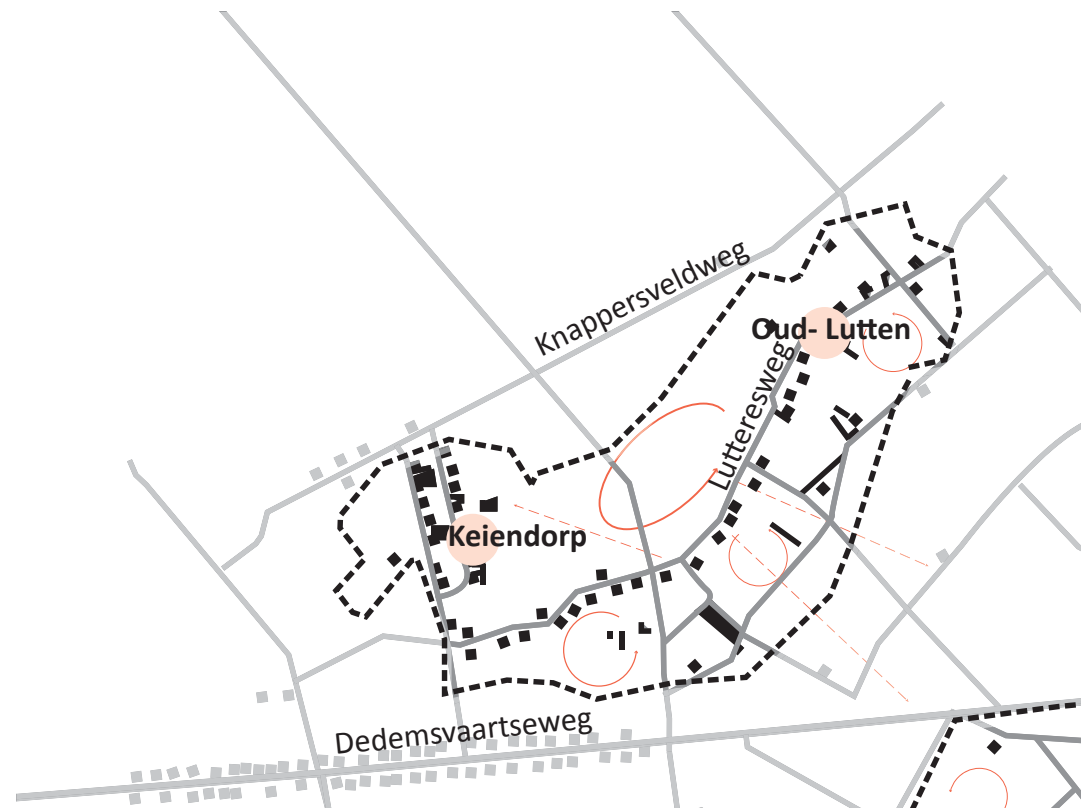 Knappersveldweg
Oud- Lutten
Lutteresweg
Keiendorp
Dedemsvaartseweg